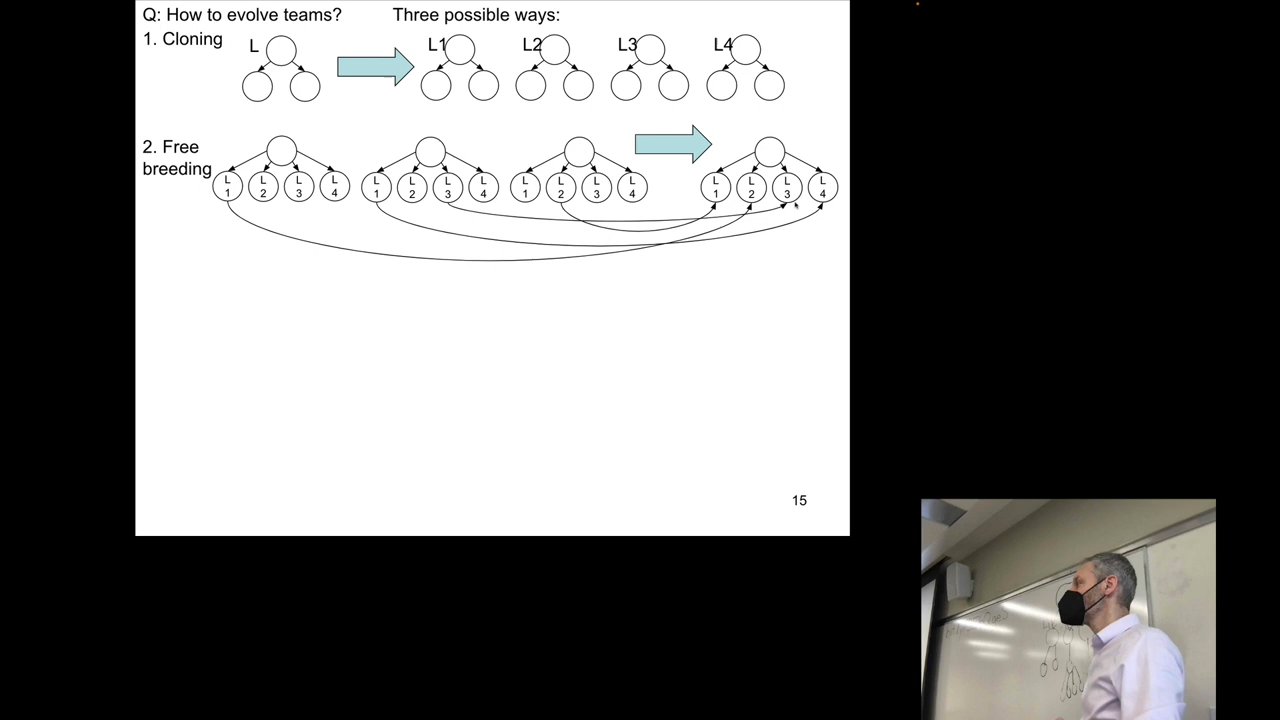 Q: How to evolve teams? Three possible ways:
1. Cloning
L L1 L2 L3 L4
2. Free
breeding
L L L L L L L L L L L L L L L L
1 2 3 4 1 2 3 4 1 2 3 4 1 2 3 4
15